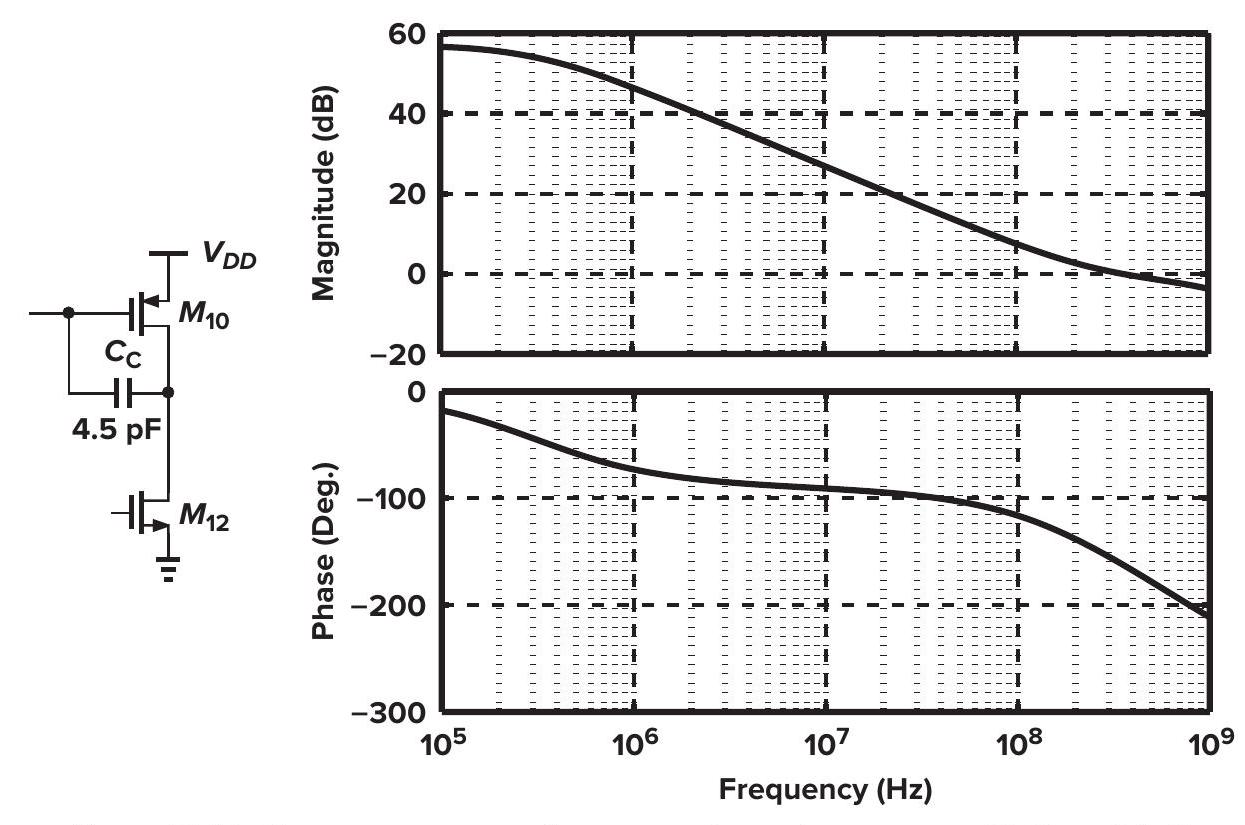 V_DD
M_10
C_C
4.5 pF
M_12
Magnitude (dB)
60
40
20
0
−20
Phase (Deg.)
0
−100
−200
−300
10^5
10^6
10^7
10^8
10^9
Frequency (Hz)